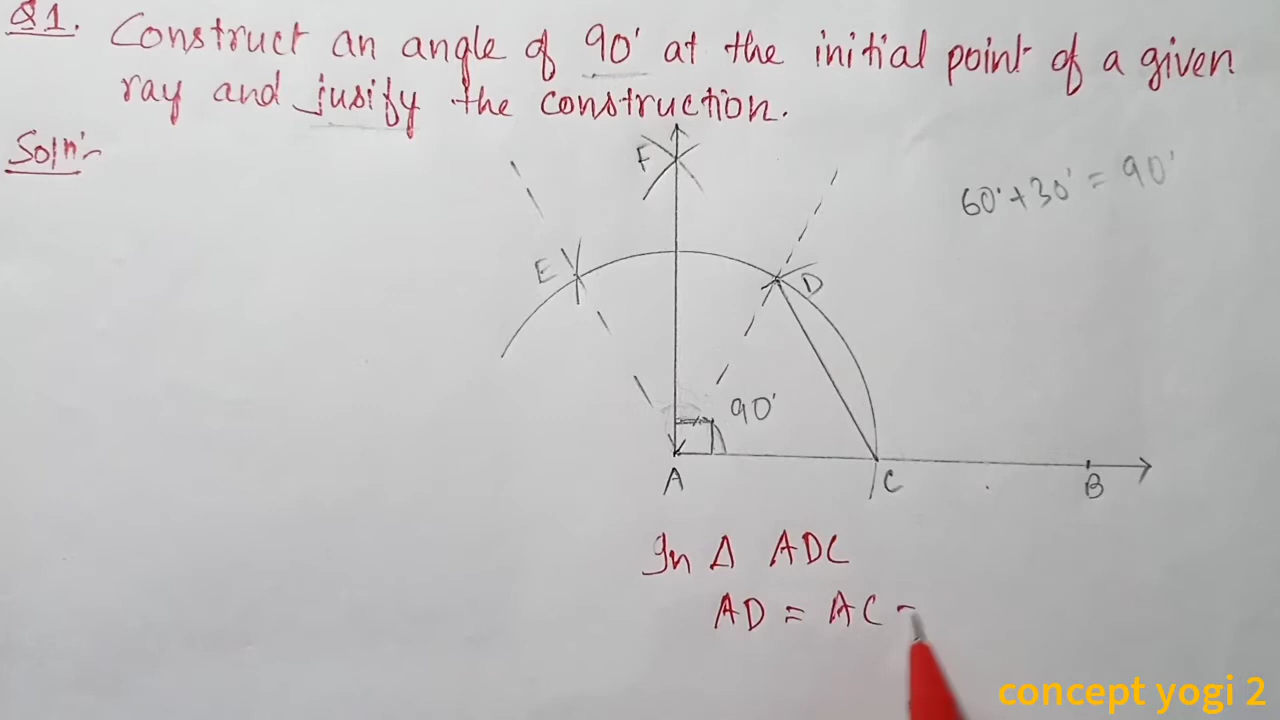 Q1. Construct an angle of 90° at the initial point of a given
ray and jusify the construction.
Soln:-
F
60°+30° = 90°
E
D
90°
A
C
B
In Δ ADC
AD = AC -
concept yogi 2